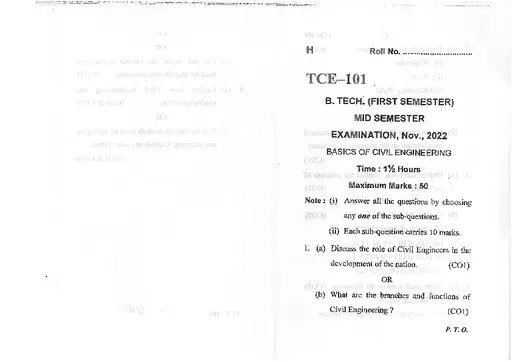 H Roll No. ............................
TCE–101
B. TECH. (FIRST SEMESTER)
MID SEMESTER
EXAMINATION, Nov., 2022
BASICS OF CIVIL ENGINEERING
Time : 1½ Hours
Maximum Marks : 50
Note : (i) Answer all the questions by choosing
any one of the sub-questions.
(ii) Each sub-question carries 10 marks.
1. (a) Discuss the role of Civil Engineers in the
development of the nation. (CO1)
OR
(b) What are the branches and functions of
Civil Engineering ? (CO1)
P. T. O.